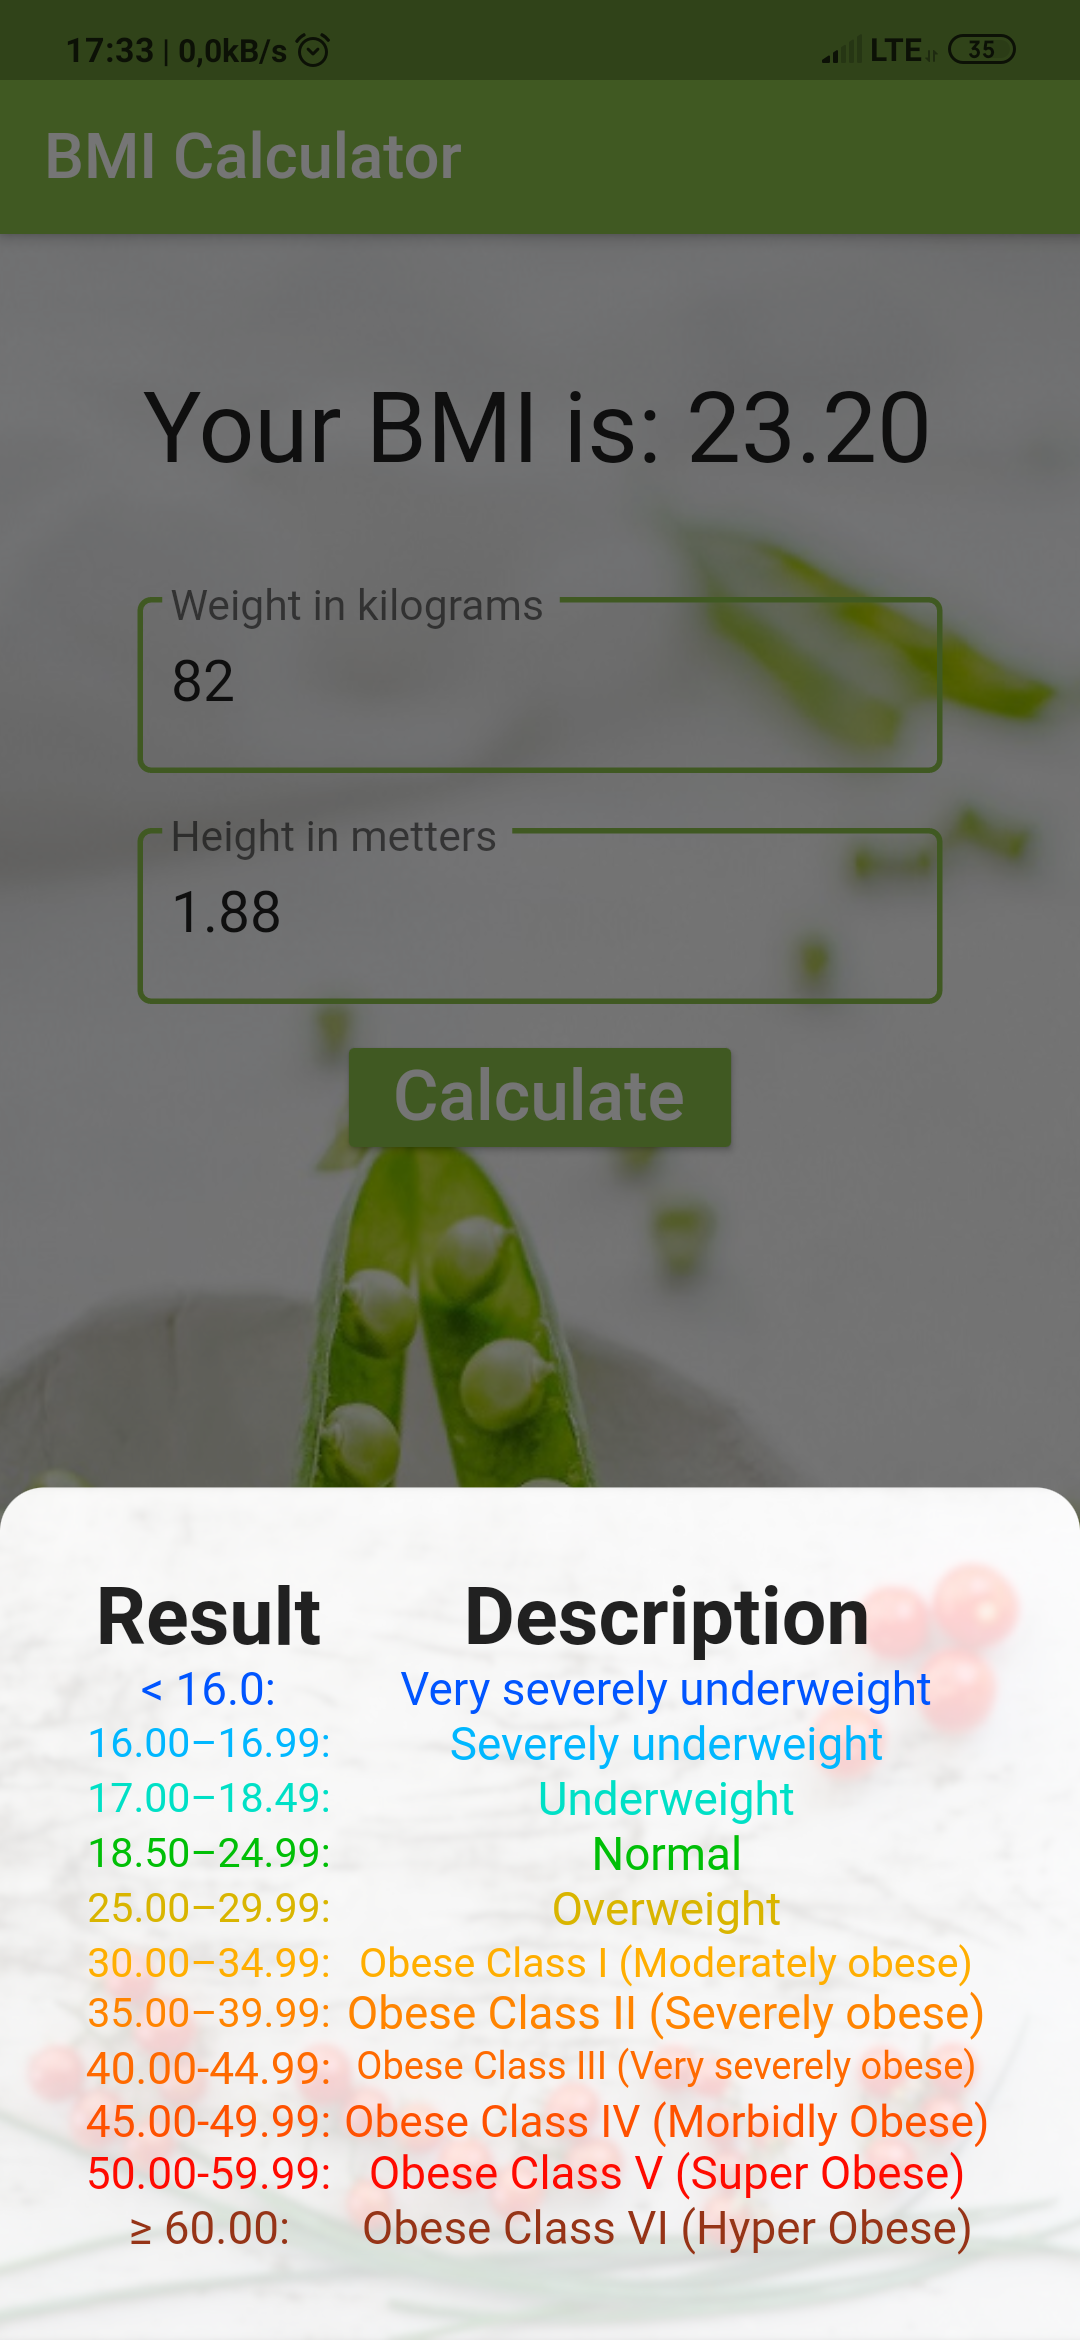 17:33 | 0,0kB/s LTE 35
BMI Calculator
Your BMI is: 23.20
Weight in kilograms
82
Height in metters
1.88
Calculate
Result Description
< 16.0: Very severely underweight
16.00–16.99: Severely underweight
17.00–18.49: Underweight
18.50–24.99: Normal
25.00–29.99: Overweight
30.00–34.99: Obese Class I (Moderately obese)
35.00–39.99: Obese Class II (Severely obese)
40.00-44.99: Obese Class III (Very severely obese)
45.00-49.99: Obese Class IV (Morbidly Obese)
50.00-59.99: Obese Class V (Super Obese)
≥ 60.00: Obese Class VI (Hyper Obese)